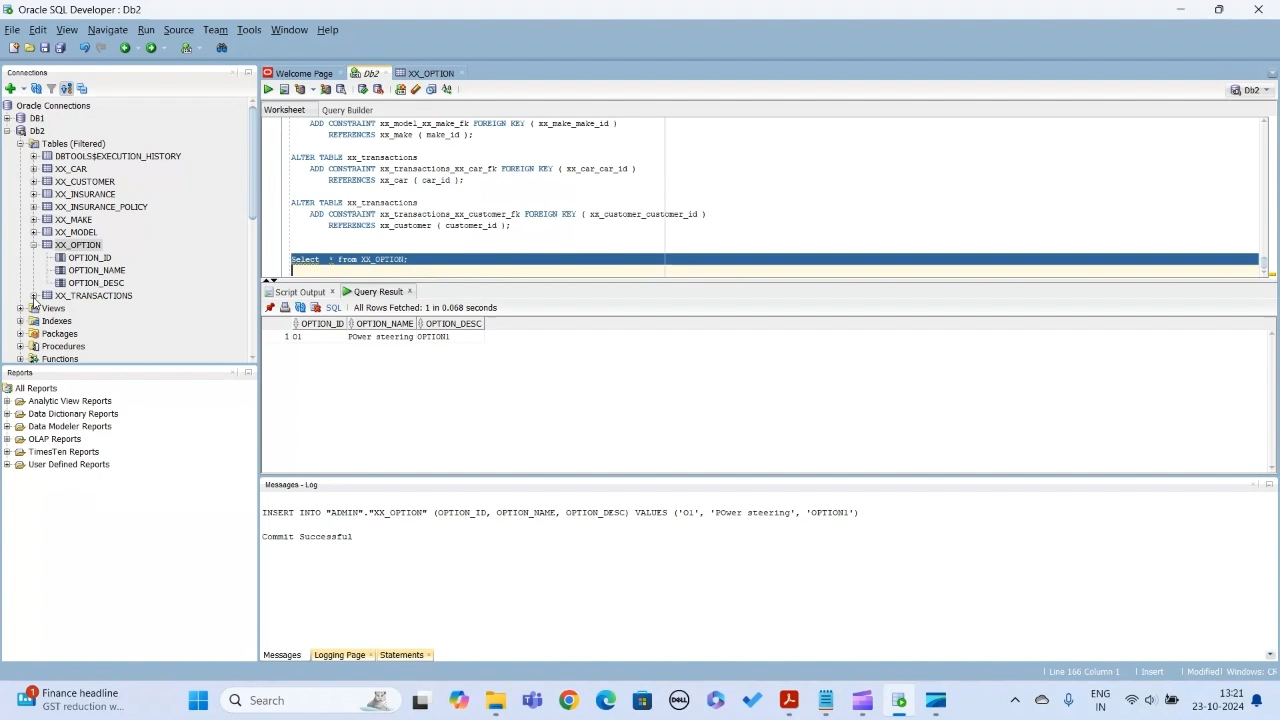 Oracle SQL Developer : Db2
File Edit View Navigate Run Source Team Tools Window Help
Connections
Oracle Connections
DB1
Db2
Tables (Filtered)
DBTOOLS$EXECUTION_HISTORY
XX_CAR
XX_CUSTOMER
XX_INSURANCE
XX_INSURANCE_POLICY
XX_MAKE
XX_MODEL
XX_OPTION
OPTION_ID
OPTION_NAME
OPTION_DESC
XX_TRANSACTIONS
Views
Indexes
Packages
Procedures
Functions
Reports
All Reports
Analytic View Reports
Data Dictionary Reports
Data Modeler Reports
OLAP Reports
TimesTen Reports
User Defined Reports
Welcome Page Db2 XX_OPTION
Db2
Worksheet Query Builder
ADD CONSTRAINT xx_model_xx_make_fk FOREIGN KEY ( xx_make_make_id )
REFERENCES xx_make ( make_id );
ALTER TABLE xx_transactions
ADD CONSTRAINT xx_transactions_xx_car_fk FOREIGN KEY ( xx_car_car_id )
REFERENCES xx_car ( car_id );
ALTER TABLE xx_transactions
ADD CONSTRAINT xx_transactions_xx_customer_fk FOREIGN KEY ( xx_customer_customer_id )
REFERENCES xx_customer ( customer_id );
Select * from XX_OPTION;
Script Output Query Result
SQL All Rows Fetched: 1 in 0.068 seconds
OPTION_ID OPTION_NAME OPTION_DESC
1 O1 POwer steering OPTION1
Messages - Log
INSERT INTO "ADMIN"."XX_OPTION" (OPTION_ID, OPTION_NAME, OPTION_DESC) VALUES ('O1', 'POwer steering', 'OPTION1')
Commit Successful
Messages Logging Page Statements
Line 166 Column 1 Insert Modified Windows: CF
1 Finance headline
GST reduction w...
Search
DELL
ENG
IN
13:21
23-10-2024